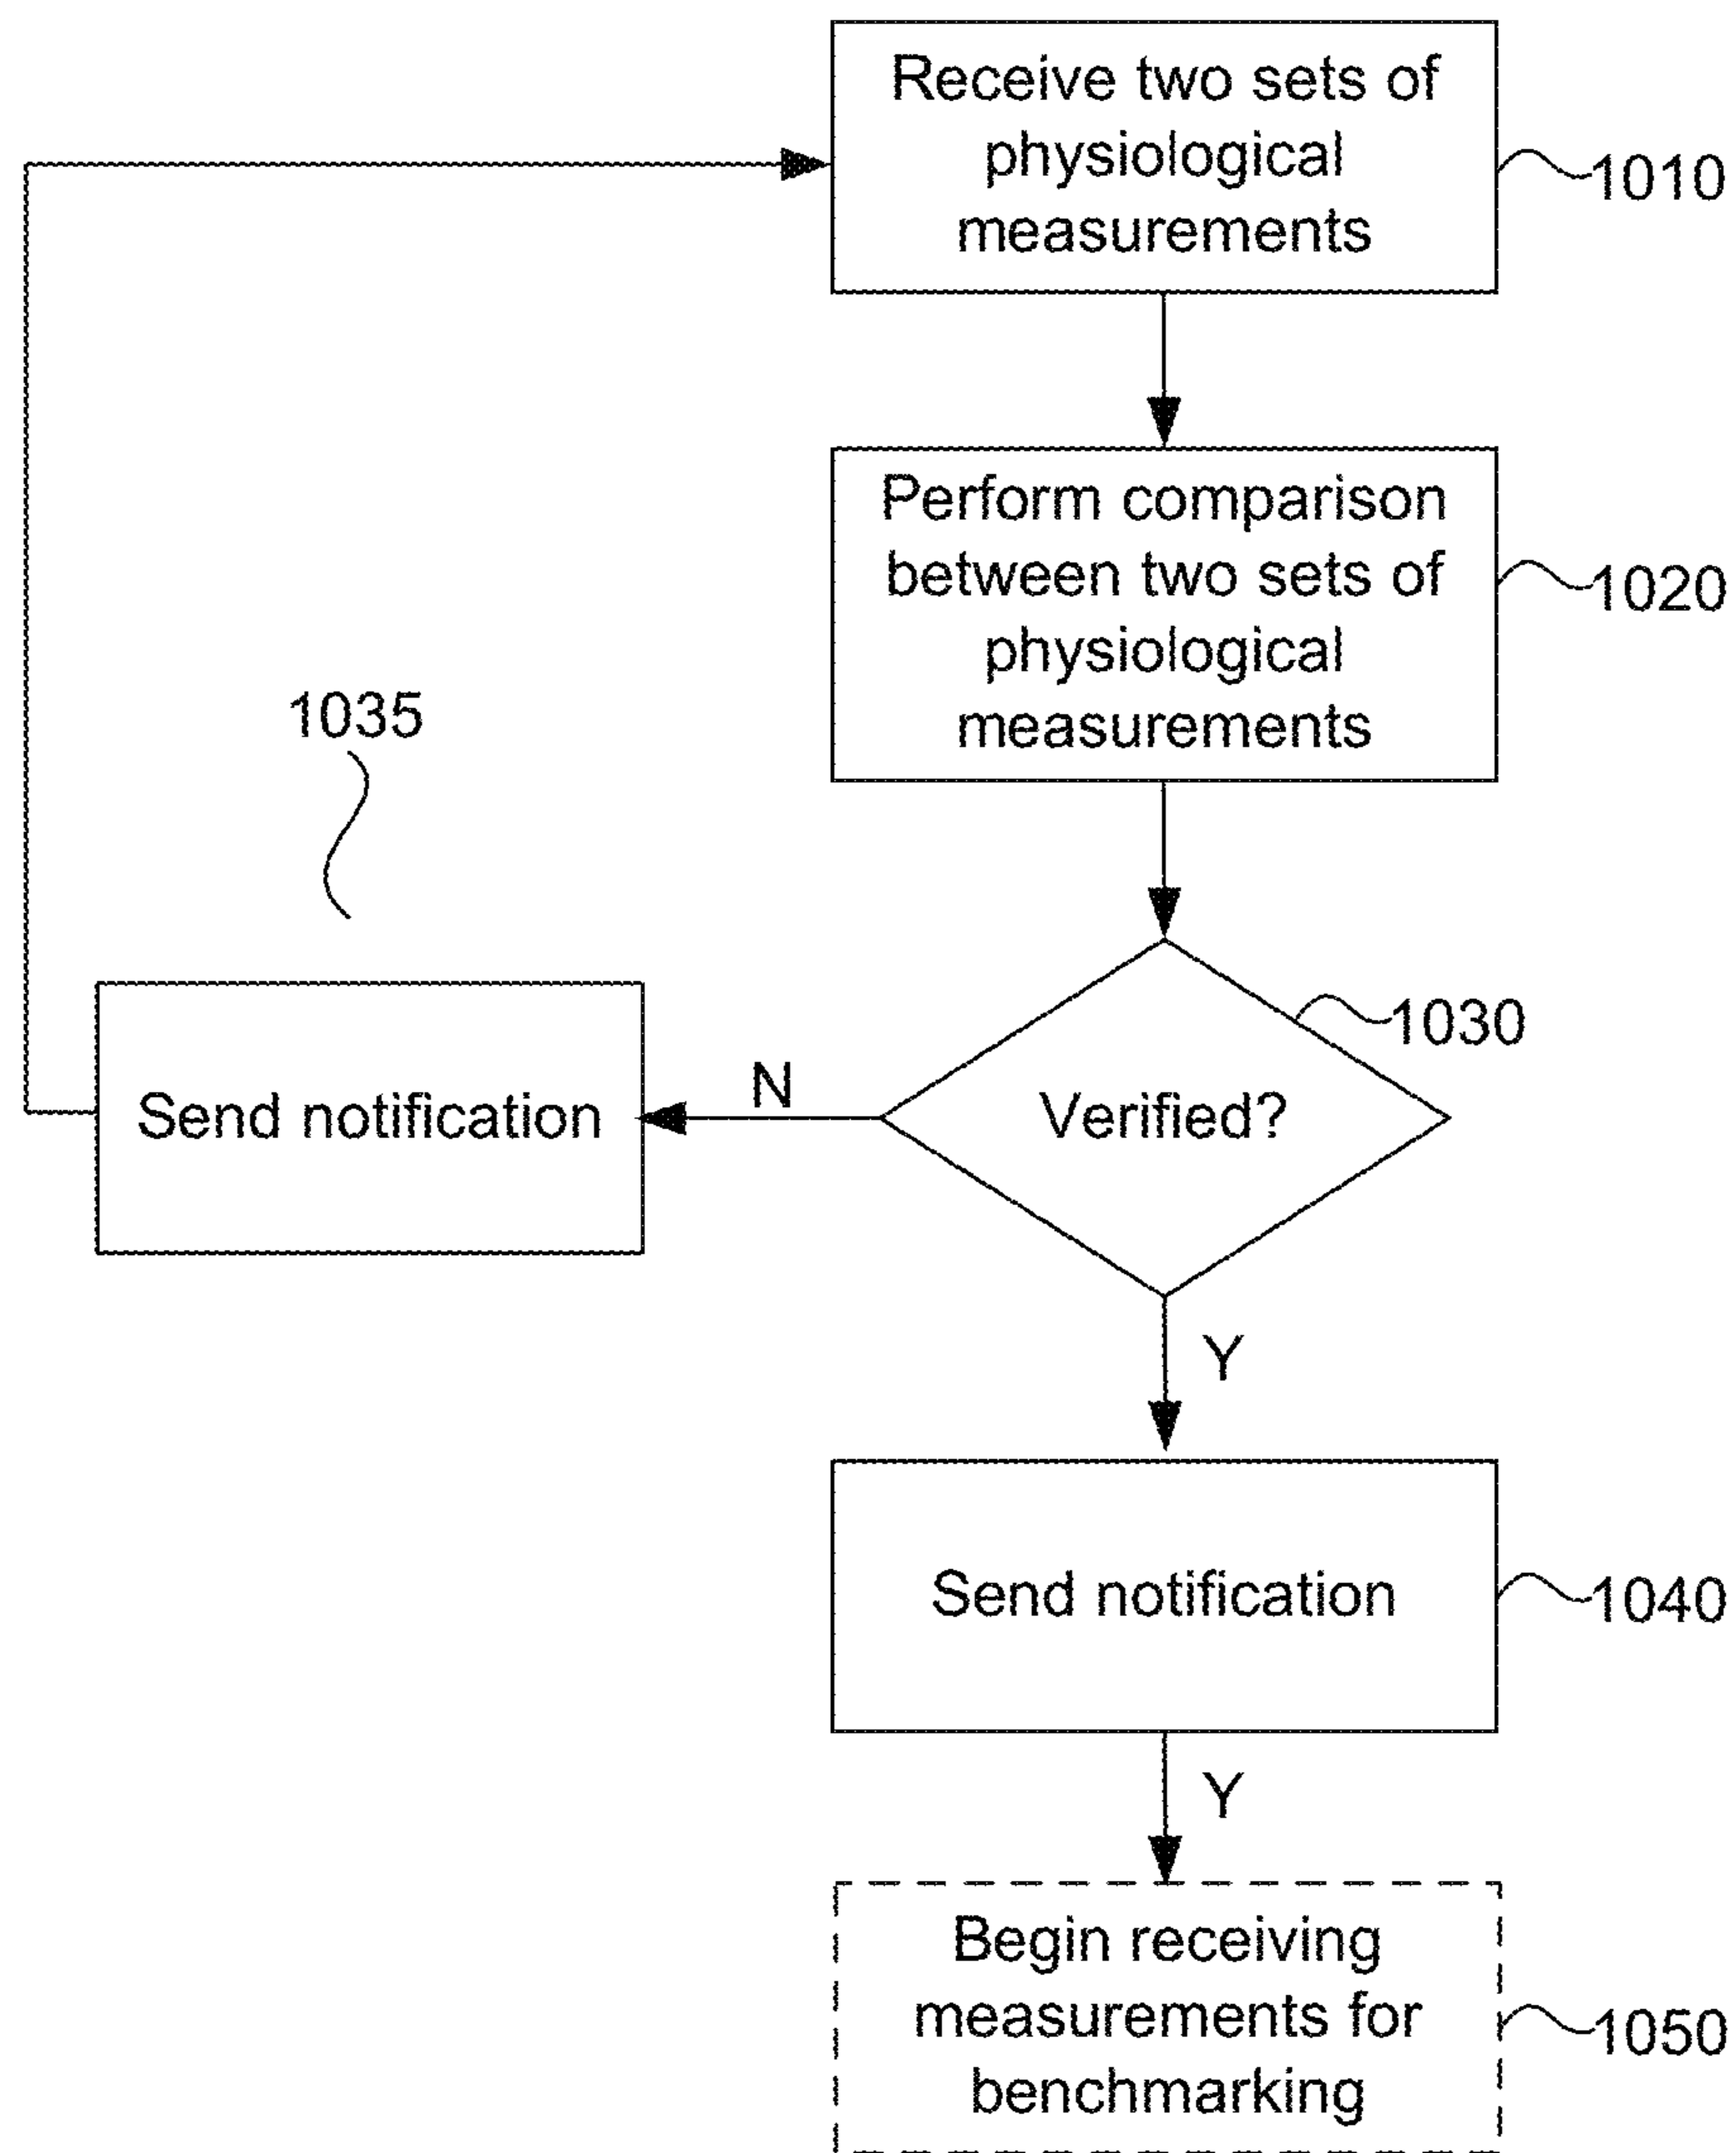 Receive two sets of
physiological
measurements
1010
Perform comparison
between two sets of
physiological
measurements
1020
1035
1030
Send notification
N
Verified?
Y
Send notification
1040
Y
Begin receiving
measurements for
benchmarking
1050